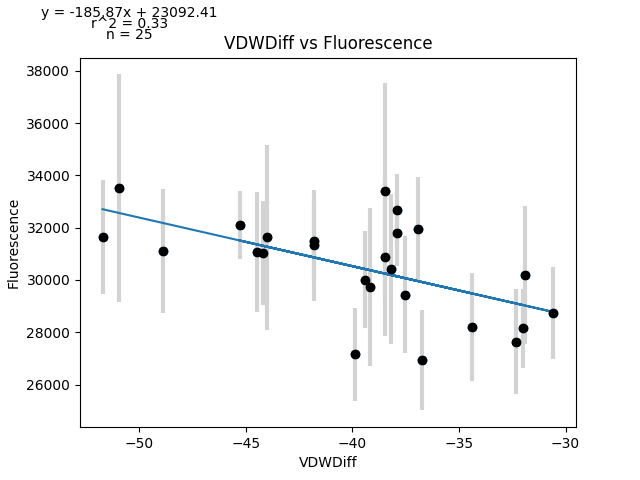 y = -185.87x + 23092.41
r^2 = 0.33
n = 25
VDWDiff vs Fluorescence
38000
36000
34000
32000
30000
28000
26000
Fluorescence
−50 −45 −40 −35 −30
VDWDiff